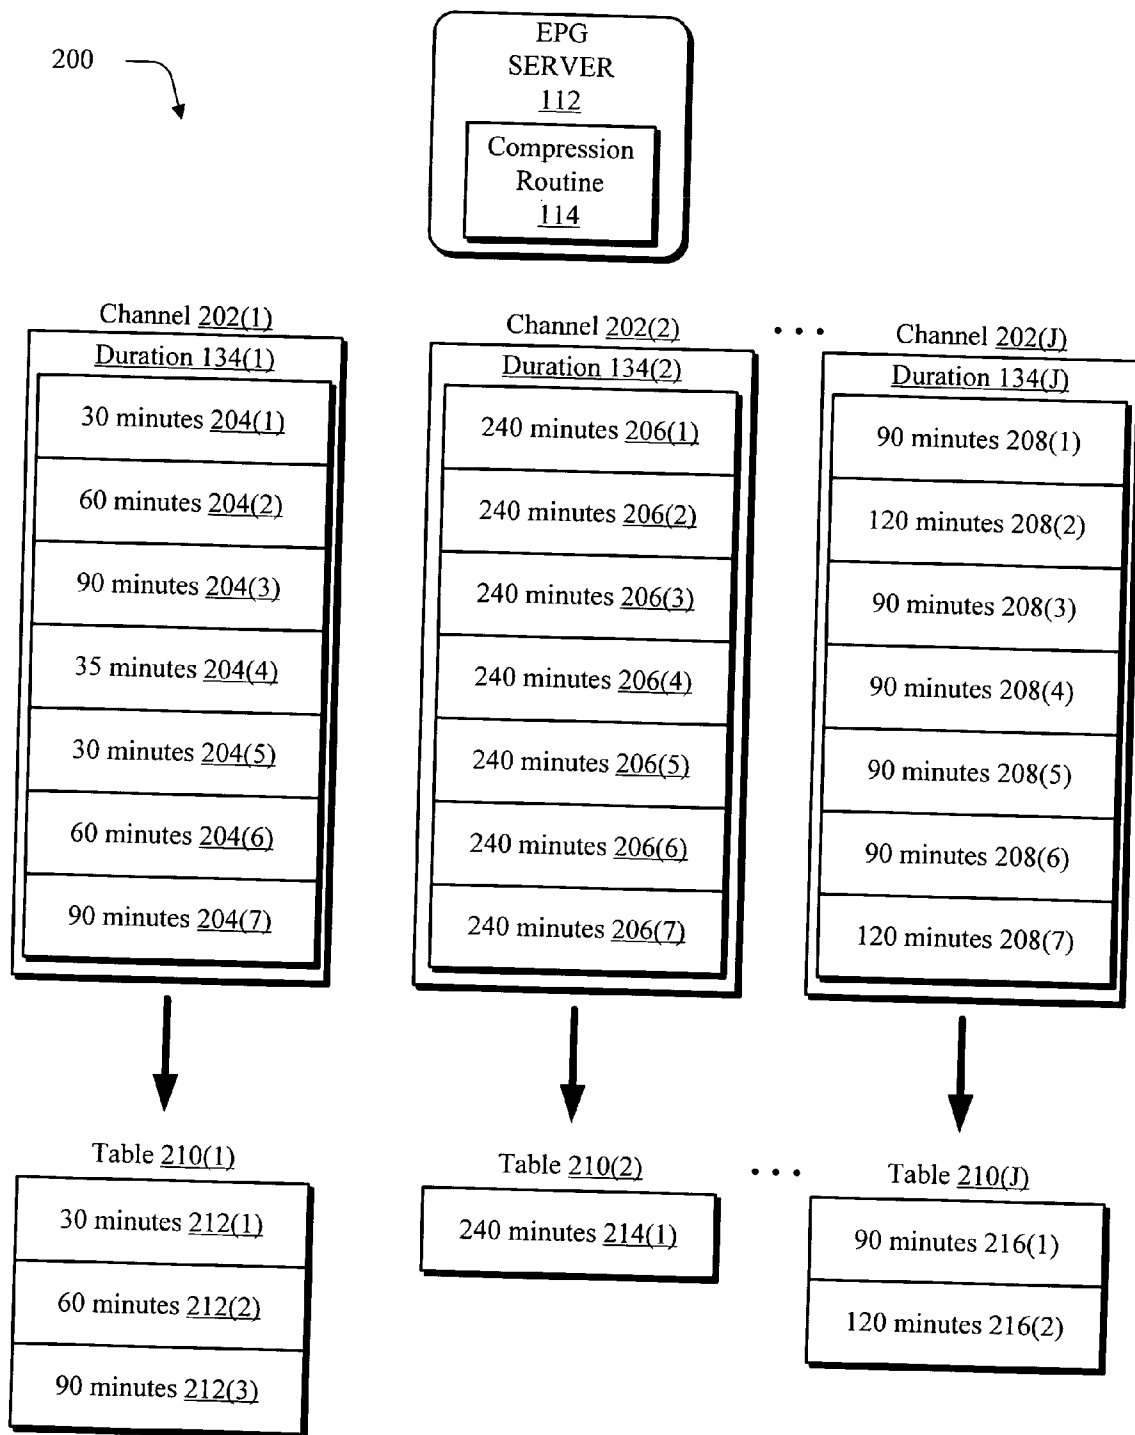 200
EPG
SERVER
112
Compression
Routine
114
Channel 202(1)
Duration 134(1)
30 minutes 204(1)
60 minutes 204(2)
90 minutes 204(3)
35 minutes 204(4)
30 minutes 204(5)
60 minutes 204(6)
90 minutes 204(7)
Channel 202(2)
Duration 134(2)
240 minutes 206(1)
240 minutes 206(2)
240 minutes 206(3)
240 minutes 206(4)
240 minutes 206(5)
240 minutes 206(6)
240 minutes 206(7)
• • •
Channel 202(J)
Duration 134(J)
90 minutes 208(1)
120 minutes 208(2)
90 minutes 208(3)
90 minutes 208(4)
90 minutes 208(5)
90 minutes 208(6)
120 minutes 208(7)
Table 210(1)
30 minutes 212(1)
60 minutes 212(2)
90 minutes 212(3)
Table 210(2)
240 minutes 214(1)
• • •
Table 210(J)
90 minutes 216(1)
120 minutes 216(2)